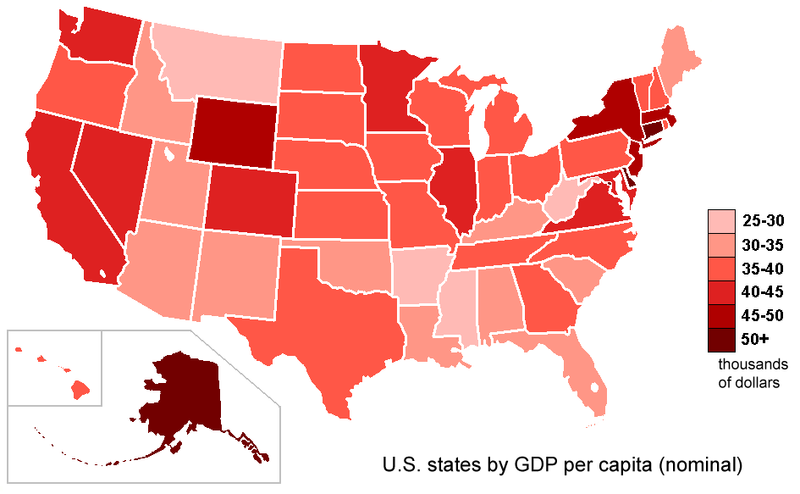 25-30
30-35
35-40
40-45
45-50
50+
thousands
of dollars
U.S. states by GDP per capita (nominal)